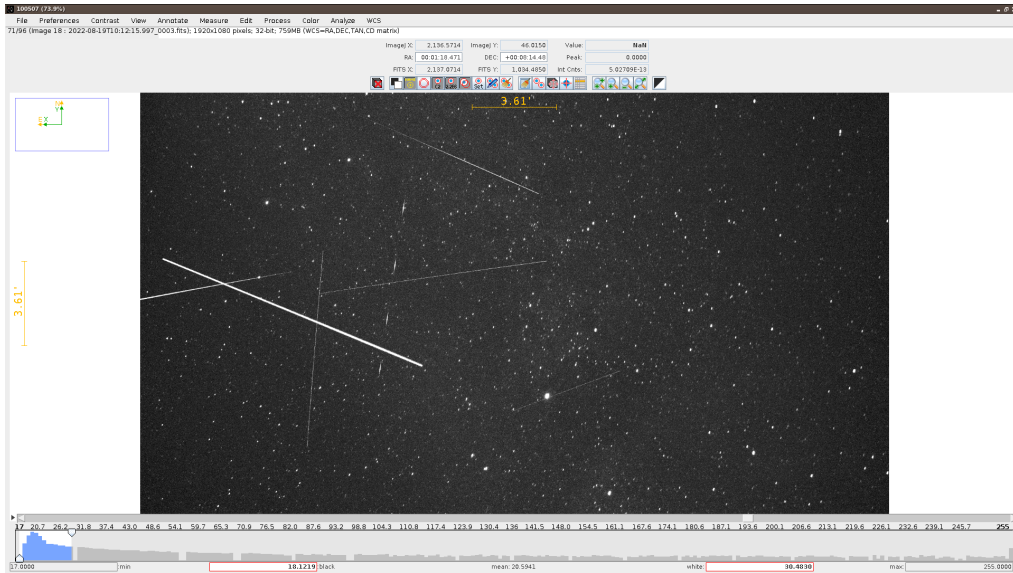 100507 (73.9%)
File Preferences Contrast View Annotate Measure Edit Process Color Analyze WCS
71/96 (Image 18 : 2022-08-19T10:12:15.997_0003.fits); 1920x1080 pixels; 32-bit; 759MB (WCS=RA,DEC,TAN,CD matrix)
ImageJ X: 2,136.5714 ImageJ Y: 46.0150 Value: NaN
RA: 00:01:18.471 DEC: +00:00:14.48 Peak: 0.0000
FITS X: 2,137.0714 FITS Y: 1,034.4850 Int Cnts: 5.02709E-13
3.61'
N
Y
E X
3.61'
17 20.7 26.2 31.8 37.4 43.0 48.6 54.1 59.7 65.3 70.9 76.5 82.0 87.6 93.2 98.8 104.3 110.8 117.4 123.9 130.4 136 141.5 148.0 154.5 161.1 167.6 174.1 180.6 187.1 193.6 200.1 206.6 213.1 219.6 226.1 232.6 239.1 245.7 255
17.0000 :min 18.1219 :black mean: 20.5941 white: 30.4830 max: 255.0000